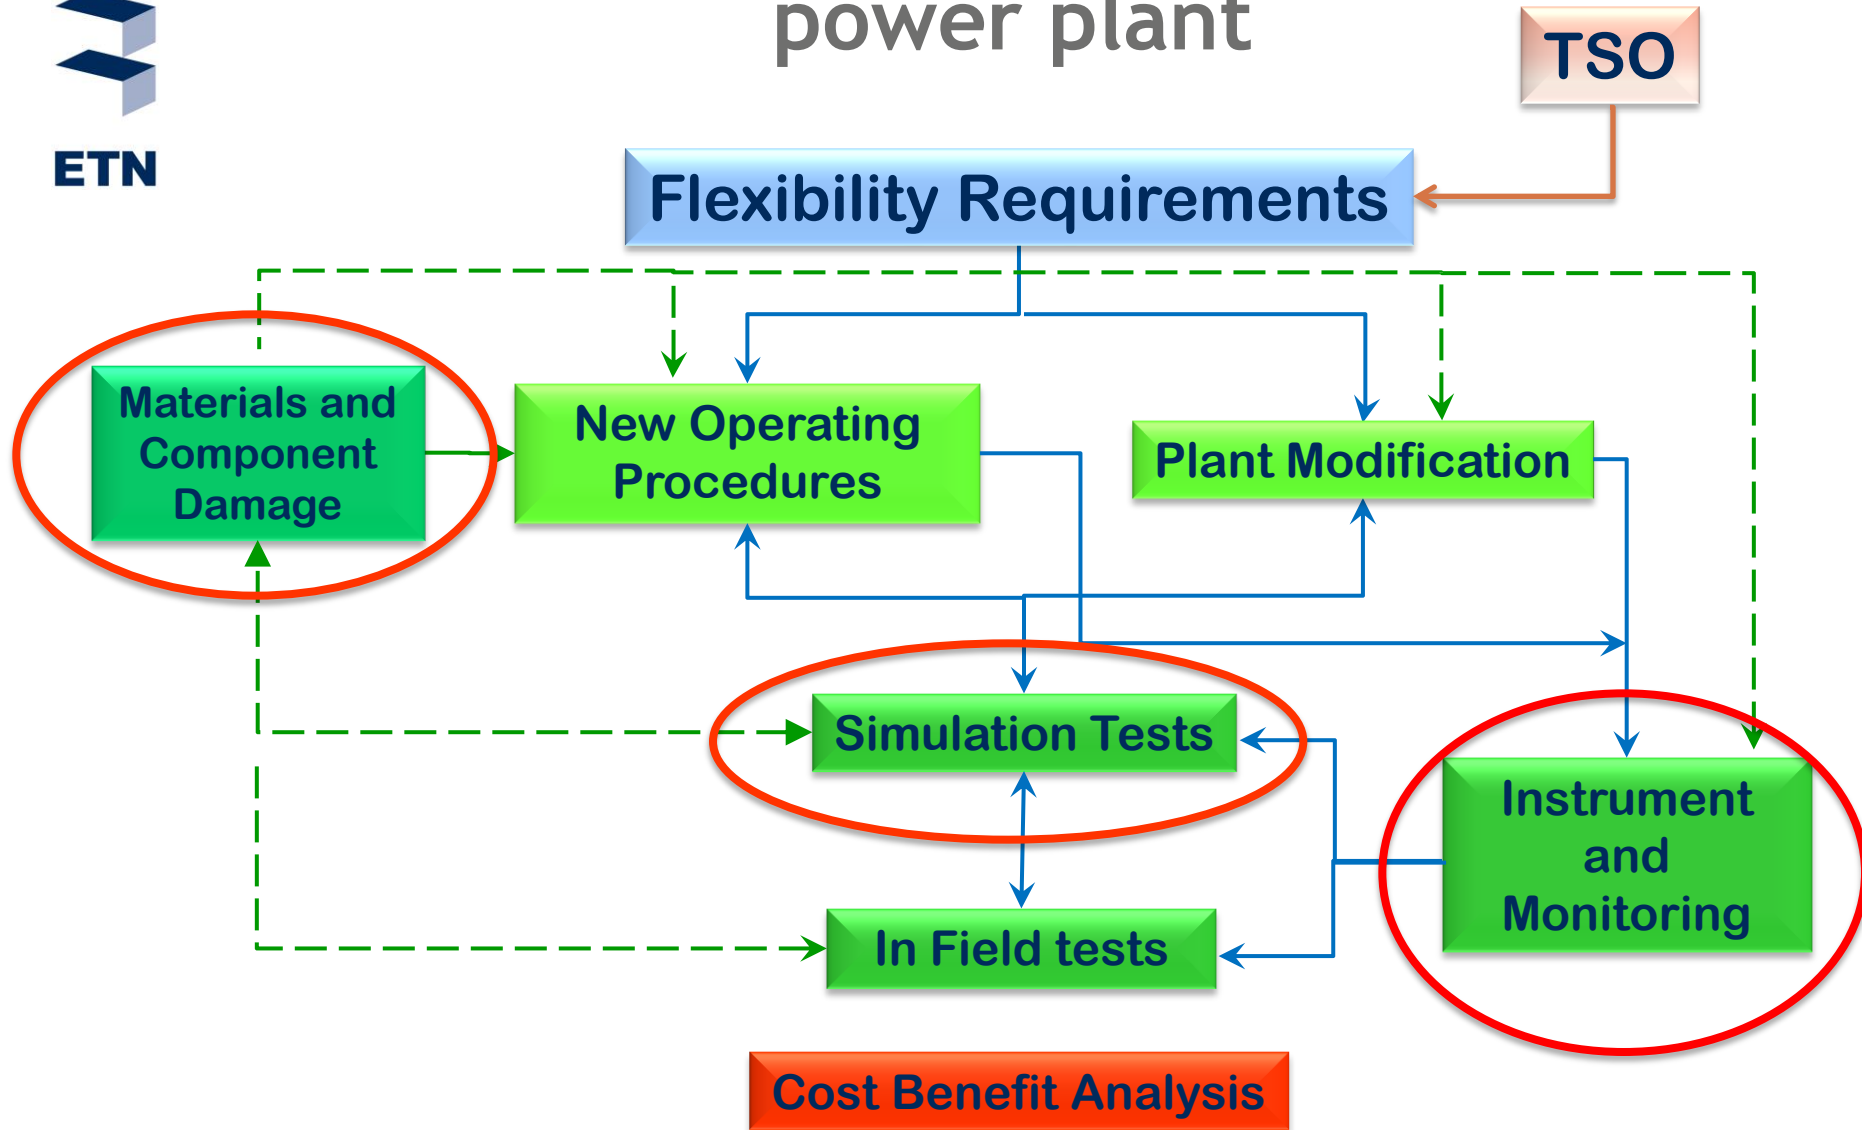 power plant
TSO
ETN
Flexibility Requirements
Materials and
Component
Damage
New Operating
Procedures
Plant Modification
Simulation Tests
Instrument
and
Monitoring
In Field tests
Cost Benefit Analysis